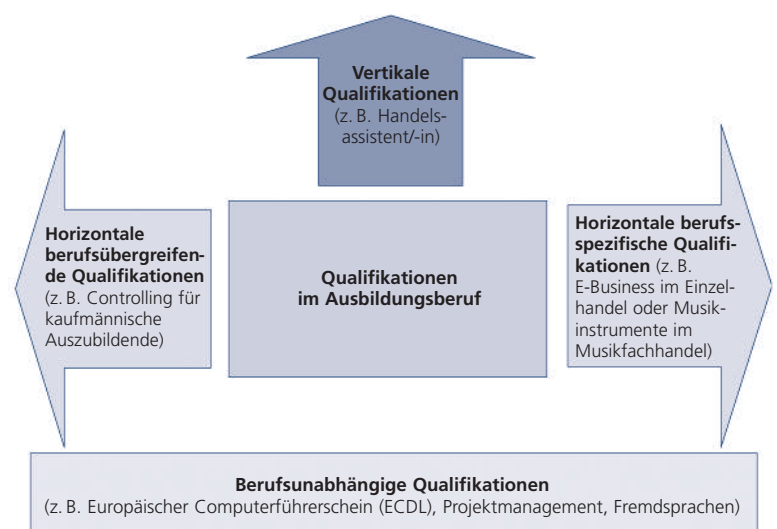 Vertikale
Qualifikationen
(z. B. Handels-
assistent/-in)
Horizontale
berufsübergreifen-
de Qualifikationen
(z. B. Controlling für
kaufmännische
Auszubildende)
Qualifikationen
im Ausbildungsberuf
Horizontale berufs-
spezifische Qualifi-
kationen (z. B.
E-Business im Einzel-
handel oder Musik-
instrumente im
Musikfachhandel)
Berufsunabhängige Qualifikationen
(z. B. Europäischer Computerführerschein (ECDL), Projektmanagement, Fremdsprachen)